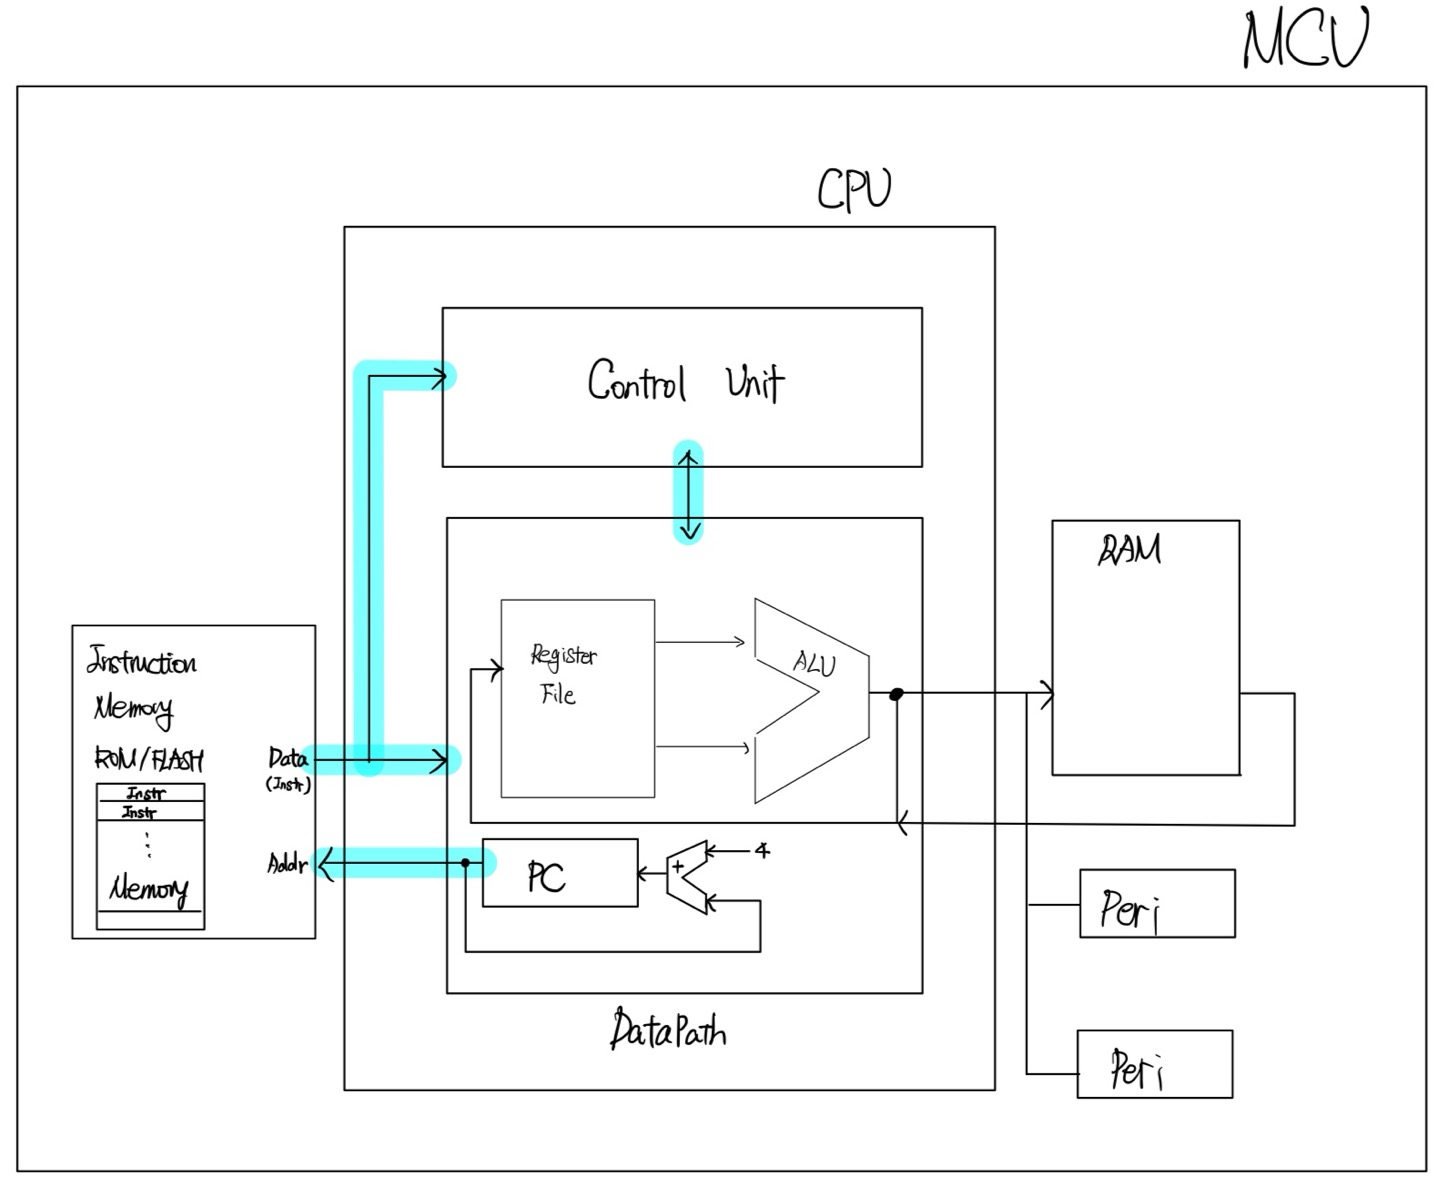 MCU
CPU
Control Unit
RAM
Instruction
Memory
ROM/FLASH
Instr
Instr
Memory
Data
(Instr)
Addr
Register
File
ALU
PC
+
4
DataPath
Peri
Peri